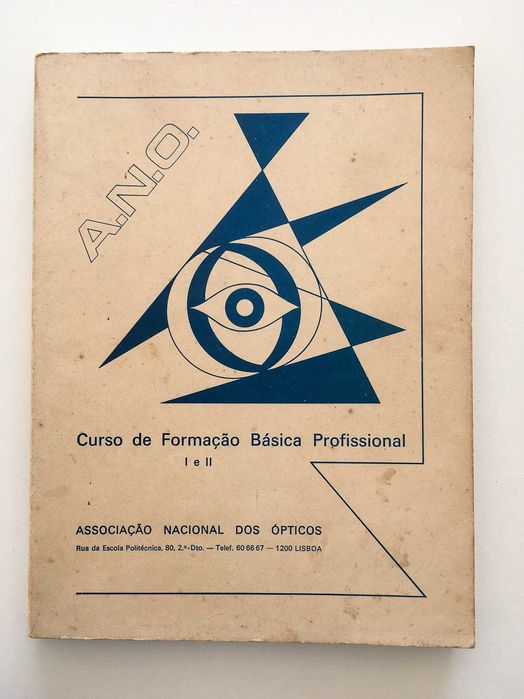 A.N.O.
Curso de Formação Básica Profissional
I e II
ASSOCIAÇÃO NACIONAL DOS ÓPTICOS
Rua da Escola Politécnica, 80, 2.º-Dto. — Telef. 60 66 67 — 1200 LISBOA